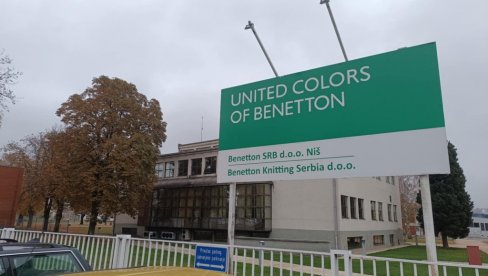 UNITED COLORS
OF BENETTON
Benetton SRB d.o.o. Niš
Benetton Knitting Serbia d.o.o.